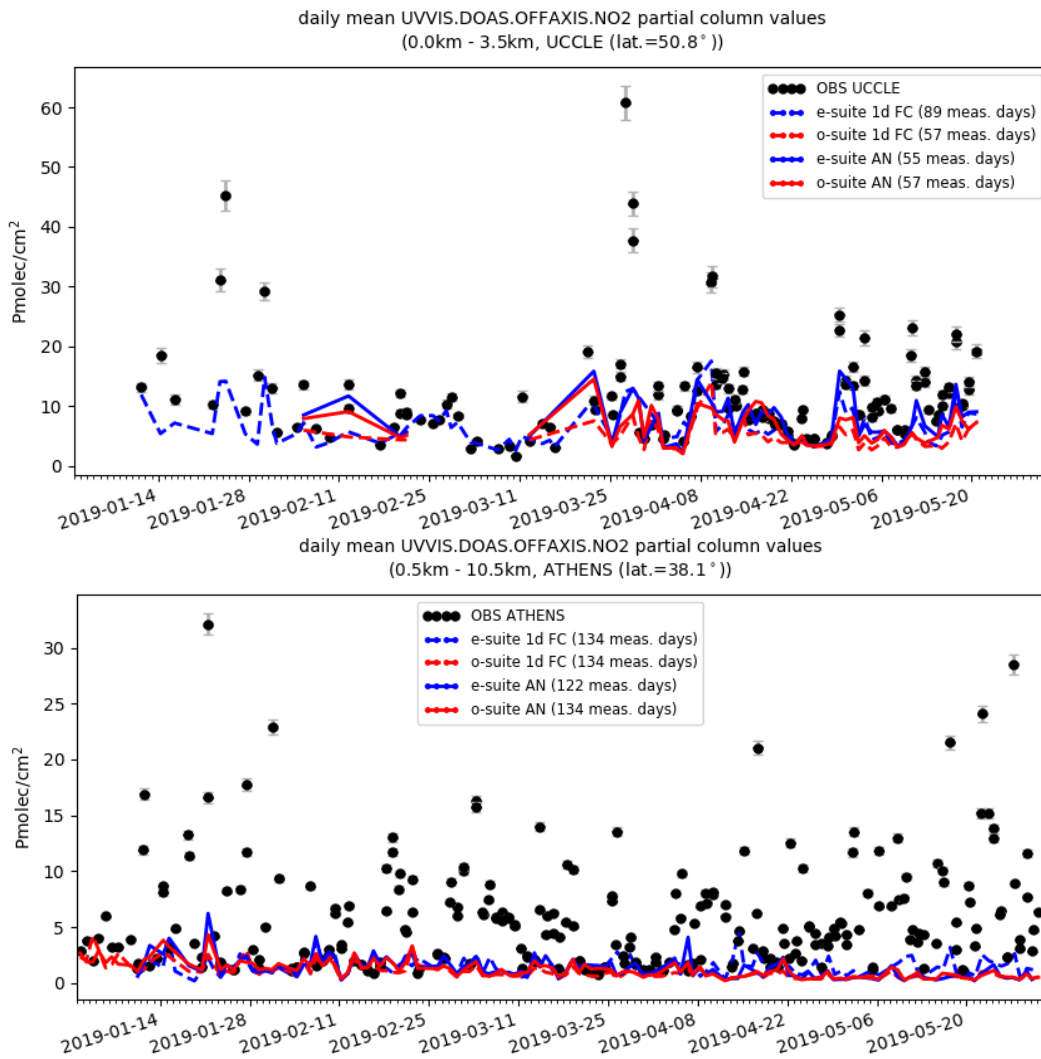 daily mean UVVIS.DOAS.OFFAXIS.NO2 partial column values
(0.0km - 3.5km, UCCLE (lat.=50.8°))
OBS UCCLE
e-suite 1d FC (89 meas. days)
o-suite 1d FC (57 meas. days)
e-suite AN (55 meas. days)
o-suite AN (57 meas. days)
Pmolec/cm²
60
50
40
30
20
10
0
2019-01-14
2019-01-28
2019-02-11
2019-02-25
2019-03-11
2019-03-25
2019-04-08
2019-04-22
2019-05-06
2019-05-20
daily mean UVVIS.DOAS.OFFAXIS.NO2 partial column values
(0.5km - 10.5km, ATHENS (lat.=38.1°))
OBS ATHENS
e-suite 1d FC (134 meas. days)
o-suite 1d FC (134 meas. days)
e-suite AN (122 meas. days)
o-suite AN (134 meas. days)
Pmolec/cm²
30
25
20
15
10
5
0
2019-01-14
2019-01-28
2019-02-11
2019-02-25
2019-03-11
2019-03-25
2019-04-08
2019-04-22
2019-05-06
2019-05-20